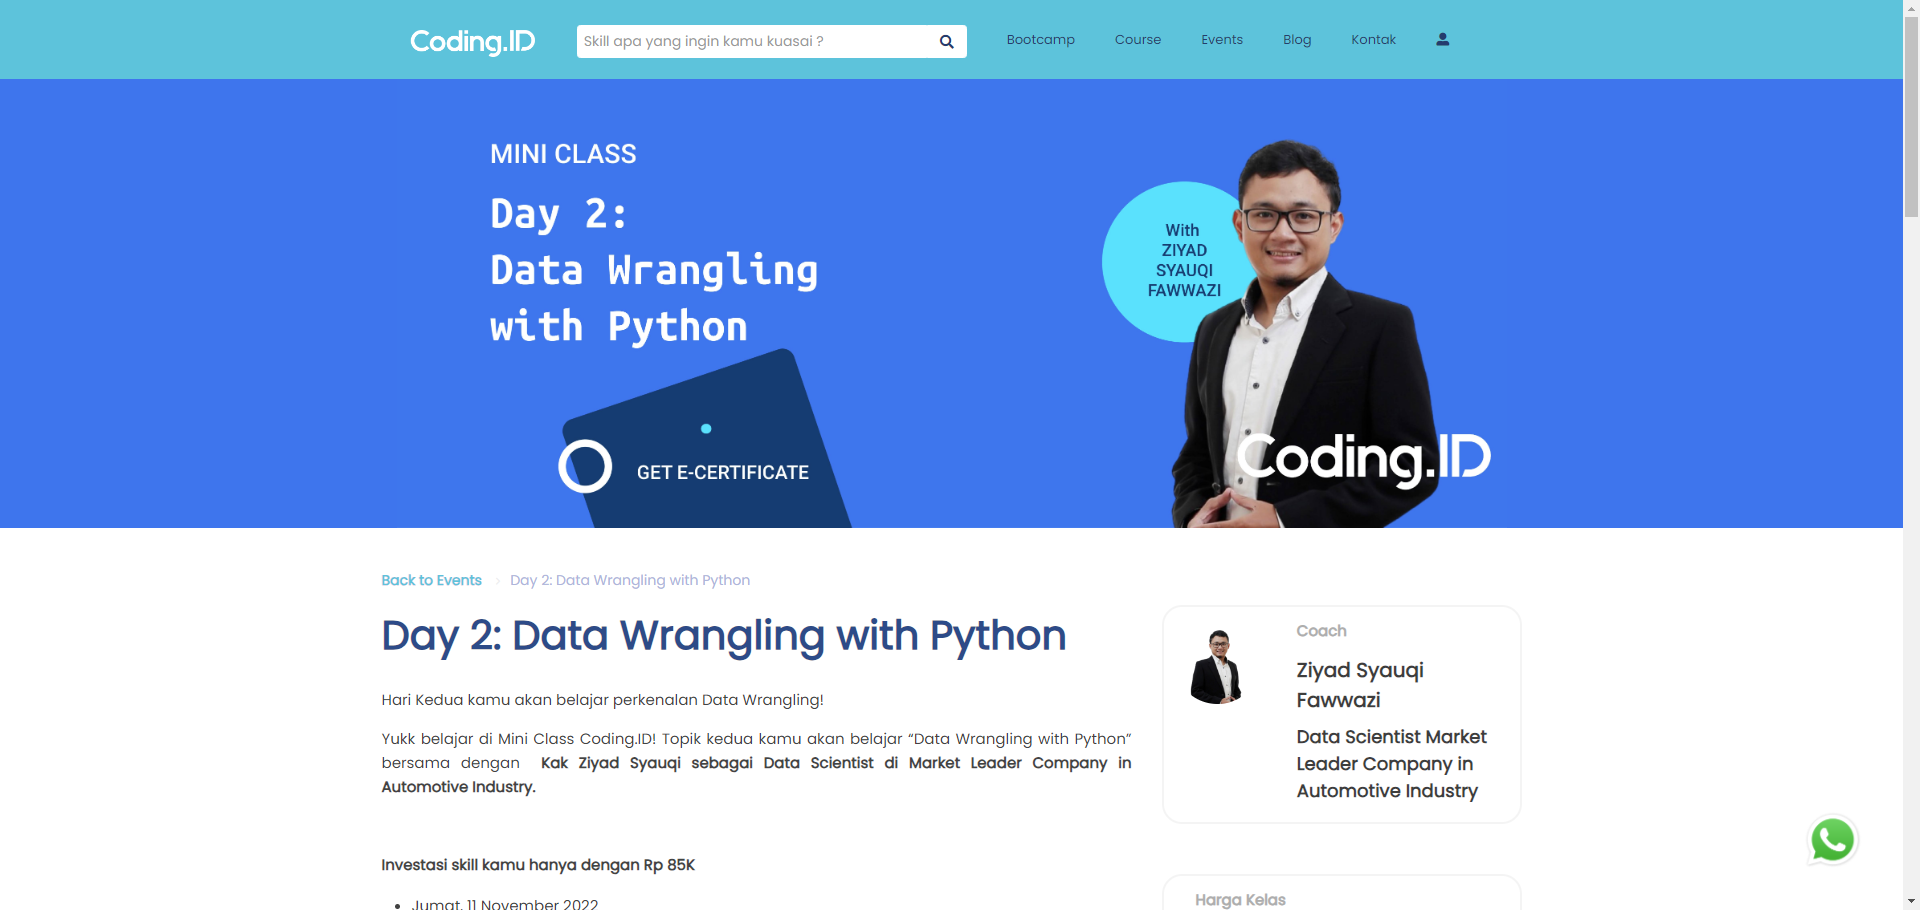 Coding.ID
Skill apa yang ingin kamu kuasai ?
Bootcamp
Course
Events
Blog
Kontak
MINI CLASS
Day 2:
Data Wrangling
with Python
With
ZIYAD
SYAUQI
FAWWAZI
GET E-CERTIFICATE
Coding.ID
Back to Events
Day 2: Data Wrangling with Python
Day 2: Data Wrangling with Python
Hari Kedua kamu akan belajar perkenalan Data Wrangling!
Yukk belajar di Mini Class Coding.ID! Topik kedua kamu akan belajar “Data Wrangling with Python”
bersama dengan Kak Ziyad Syauqi sebagai Data Scientist di Market Leader Company in
Automotive Industry.
Investasi skill kamu hanya dengan Rp 85K
• Jumat, 11 November 2022
Coach
Ziyad Syauqi
Fawwazi
Data Scientist Market
Leader Company in
Automotive Industry
Harga Kelas